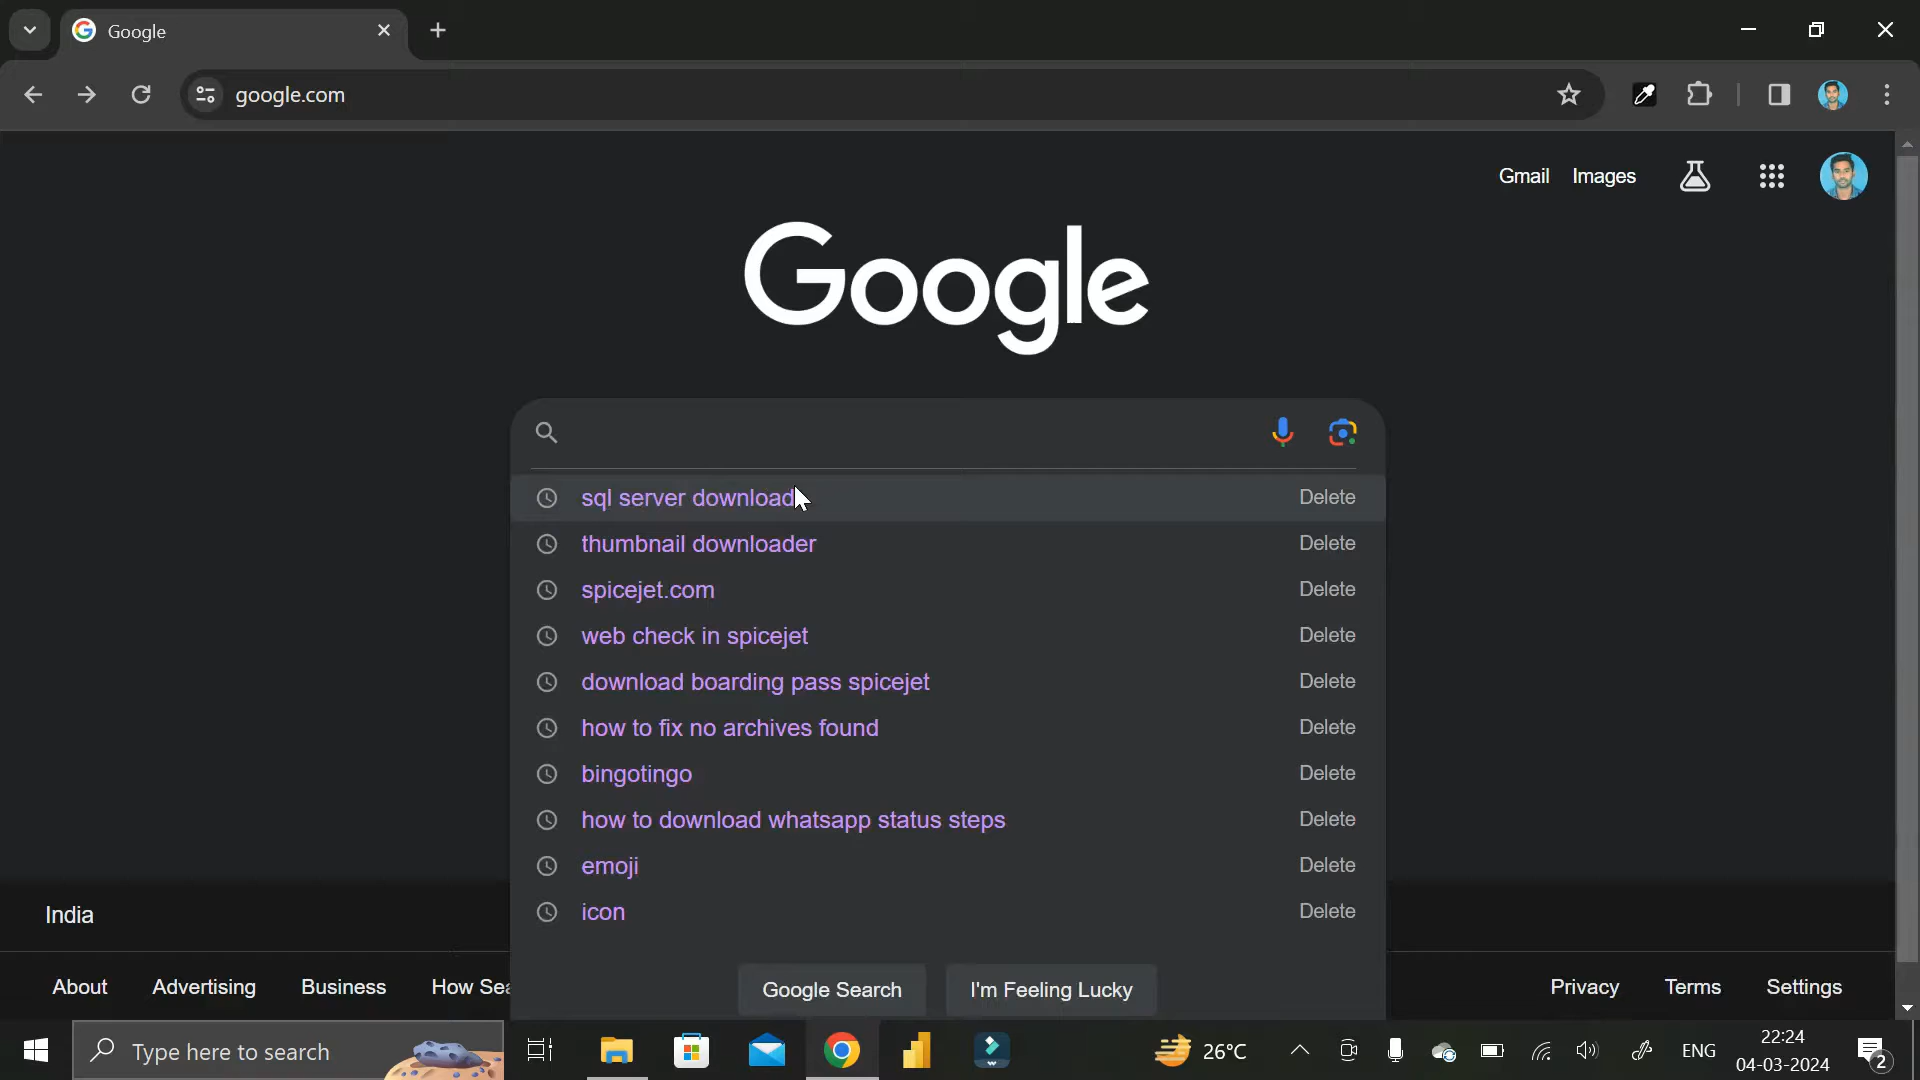 Google
google.com
Gmail Images
Google
sql server download Delete
thumbnail downloader Delete
spicejet.com Delete
web check in spicejet Delete
download boarding pass spicejet Delete
how to fix no archives found Delete
bingotingo Delete
how to download whatsapp status steps Delete
emoji Delete
icon Delete
India
About Advertising Business How Sea Google Search I'm Feeling Lucky Privacy Terms Settings
Type here to search 26°C ENG 22:24
04-03-2024 2